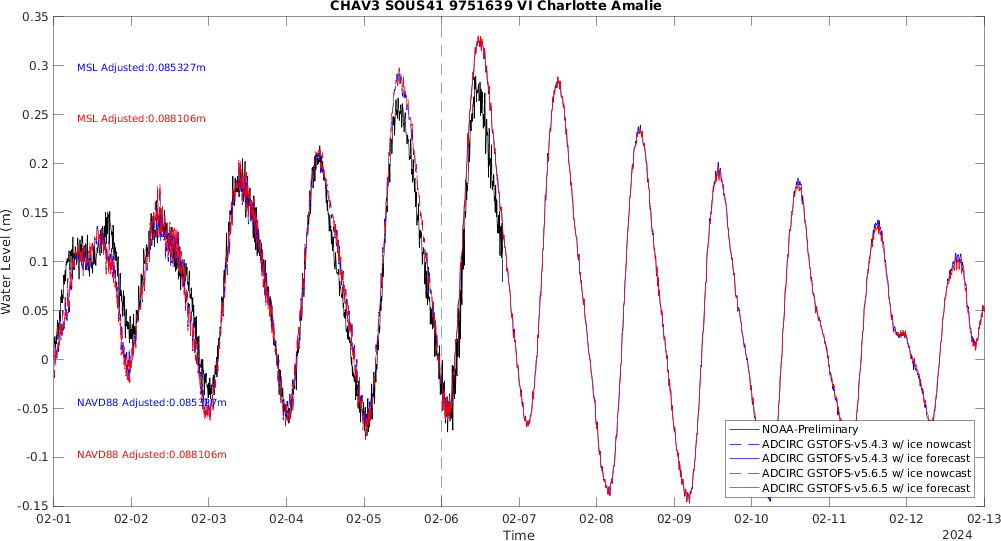 CHAV3 SOUS41 9751639 VI Charlotte Amalie
0.35
0.3
0.25
0.2
0.15
0.1
0.05
0
-0.05
-0.1
-0.15
Water Level (m)
MSL Adjusted:0.085327m
MSL Adjusted:0.088106m
NAVD88 Adjusted:0.085327m
NAVD88 Adjusted:0.088106m
NOAA-Preliminary
ADCIRC GSTOFS-v5.4.3 w/ ice nowcast
ADCIRC GSTOFS-v5.4.3 w/ ice forecast
ADCIRC GSTOFS-v5.6.5 w/ ice nowcast
ADCIRC GSTOFS-v5.6.5 w/ ice forecast
02-01 02-02 02-03 02-04 02-05 02-06 02-07 02-08 02-09 02-10 02-11 02-12 02-13
Time
2024